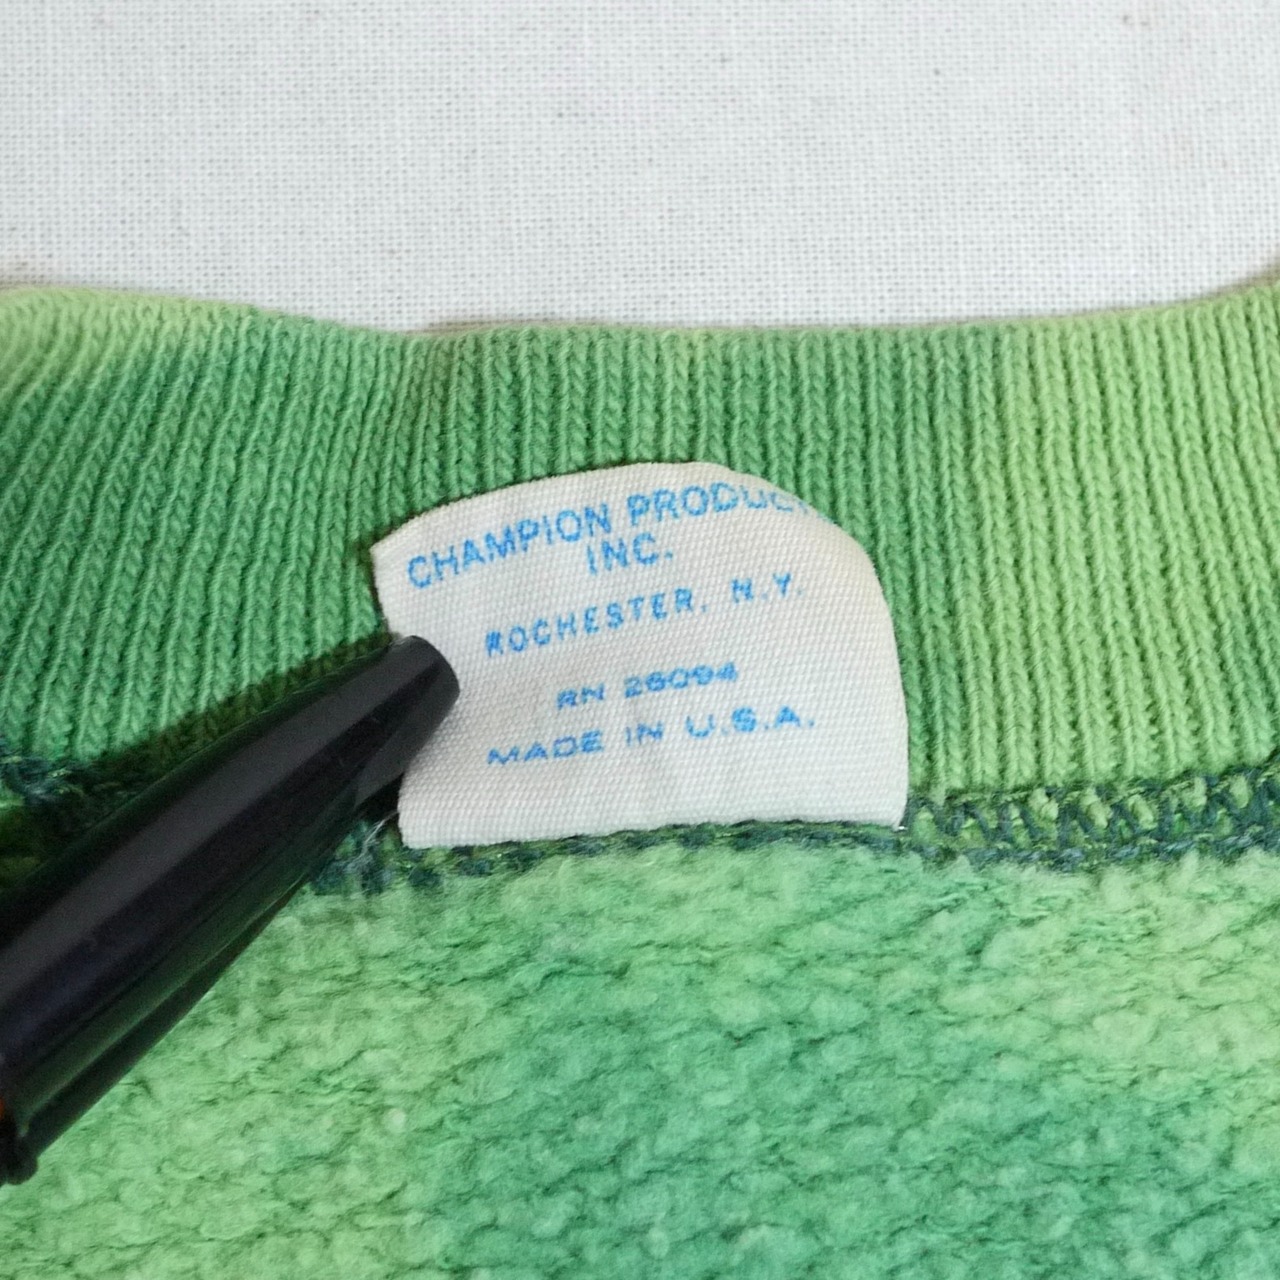 CHAMPION PRODUC
INC.
ROCHESTER, N.Y.
RN 26094
MADE IN U.S.A.